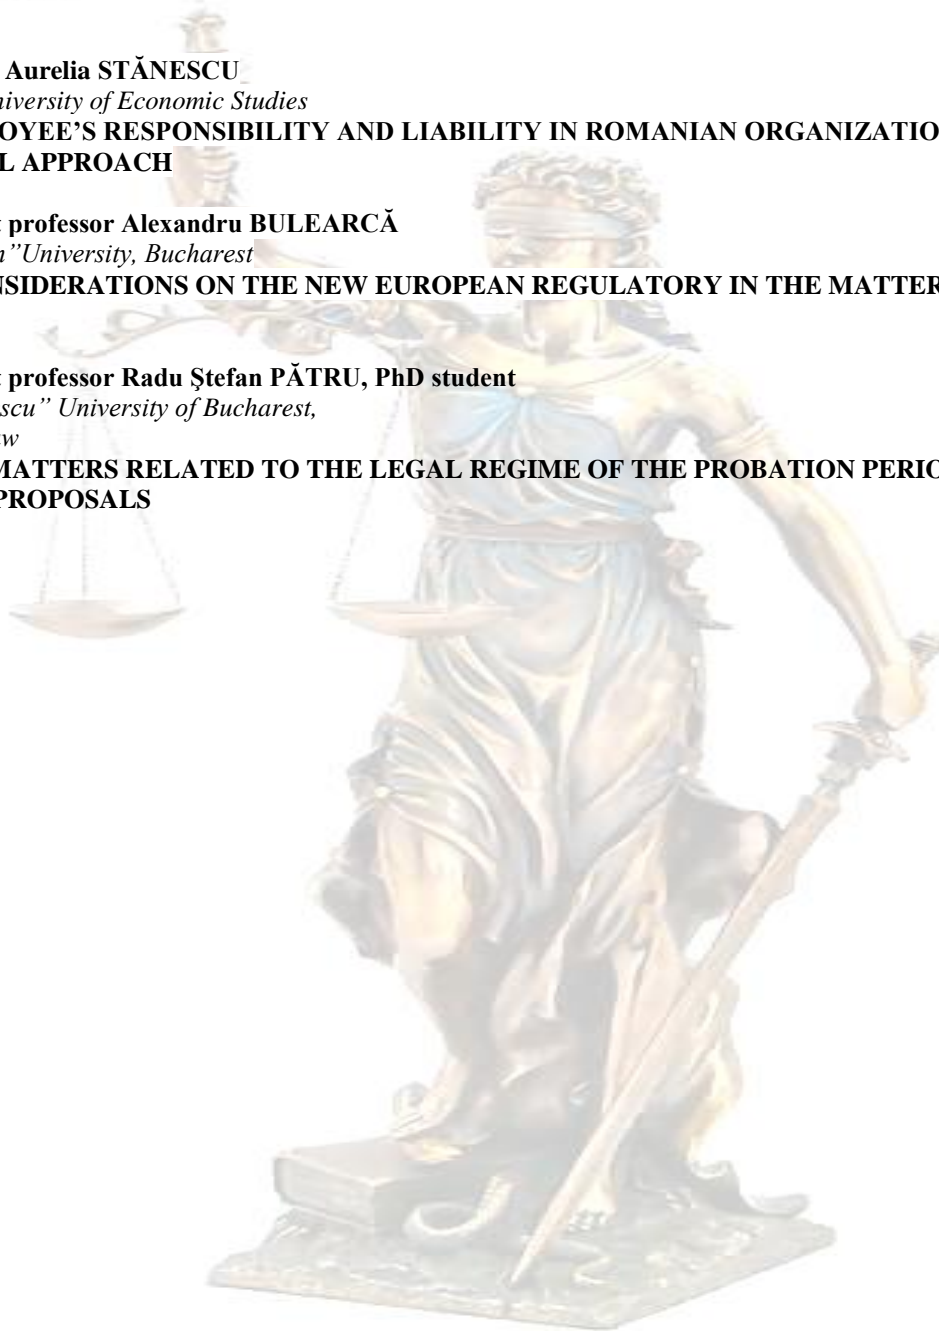 Aurelia STĂNESCU
niversity of Economic Studies
OYEE’S RESPONSIBILITY AND LIABILITY IN ROMANIAN ORGANIZATIO
L APPROACH
t professor Alexandru BULEARCĂ
n”University, Bucharest
NSIDERATIONS ON THE NEW EUROPEAN REGULATORY IN THE MATTER
t professor Radu Ştefan PĂTRU, PhD student
scu” University of Bucharest,
aw
MATTERS RELATED TO THE LEGAL REGIME OF THE PROBATION PERIO
PROPOSALS